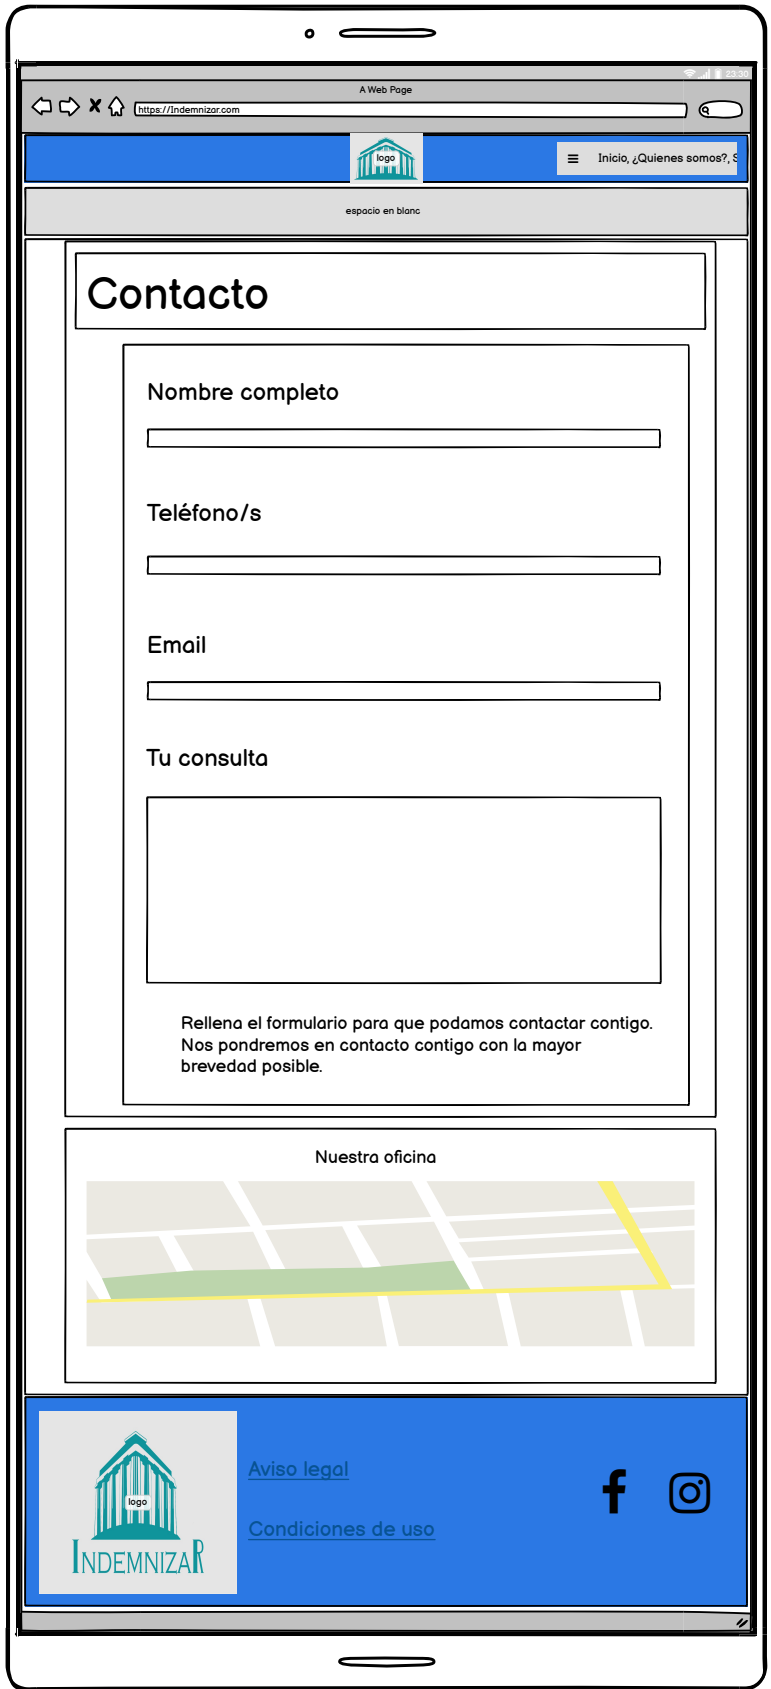 23:30
A Web Page
https://Indemnizar.com
logo
Inicio, ¿Quienes somos?, S
espacio en blanc
Contacto
Nombre completo
Teléfono/s
Email
Tu consulta
Rellena el formulario para que podamos contactar contigo.
Nos pondremos en contacto contigo con la mayor
brevedad posible.
Nuestra oficina
logo
INDEMNIZAR
Aviso legal
Condiciones de uso